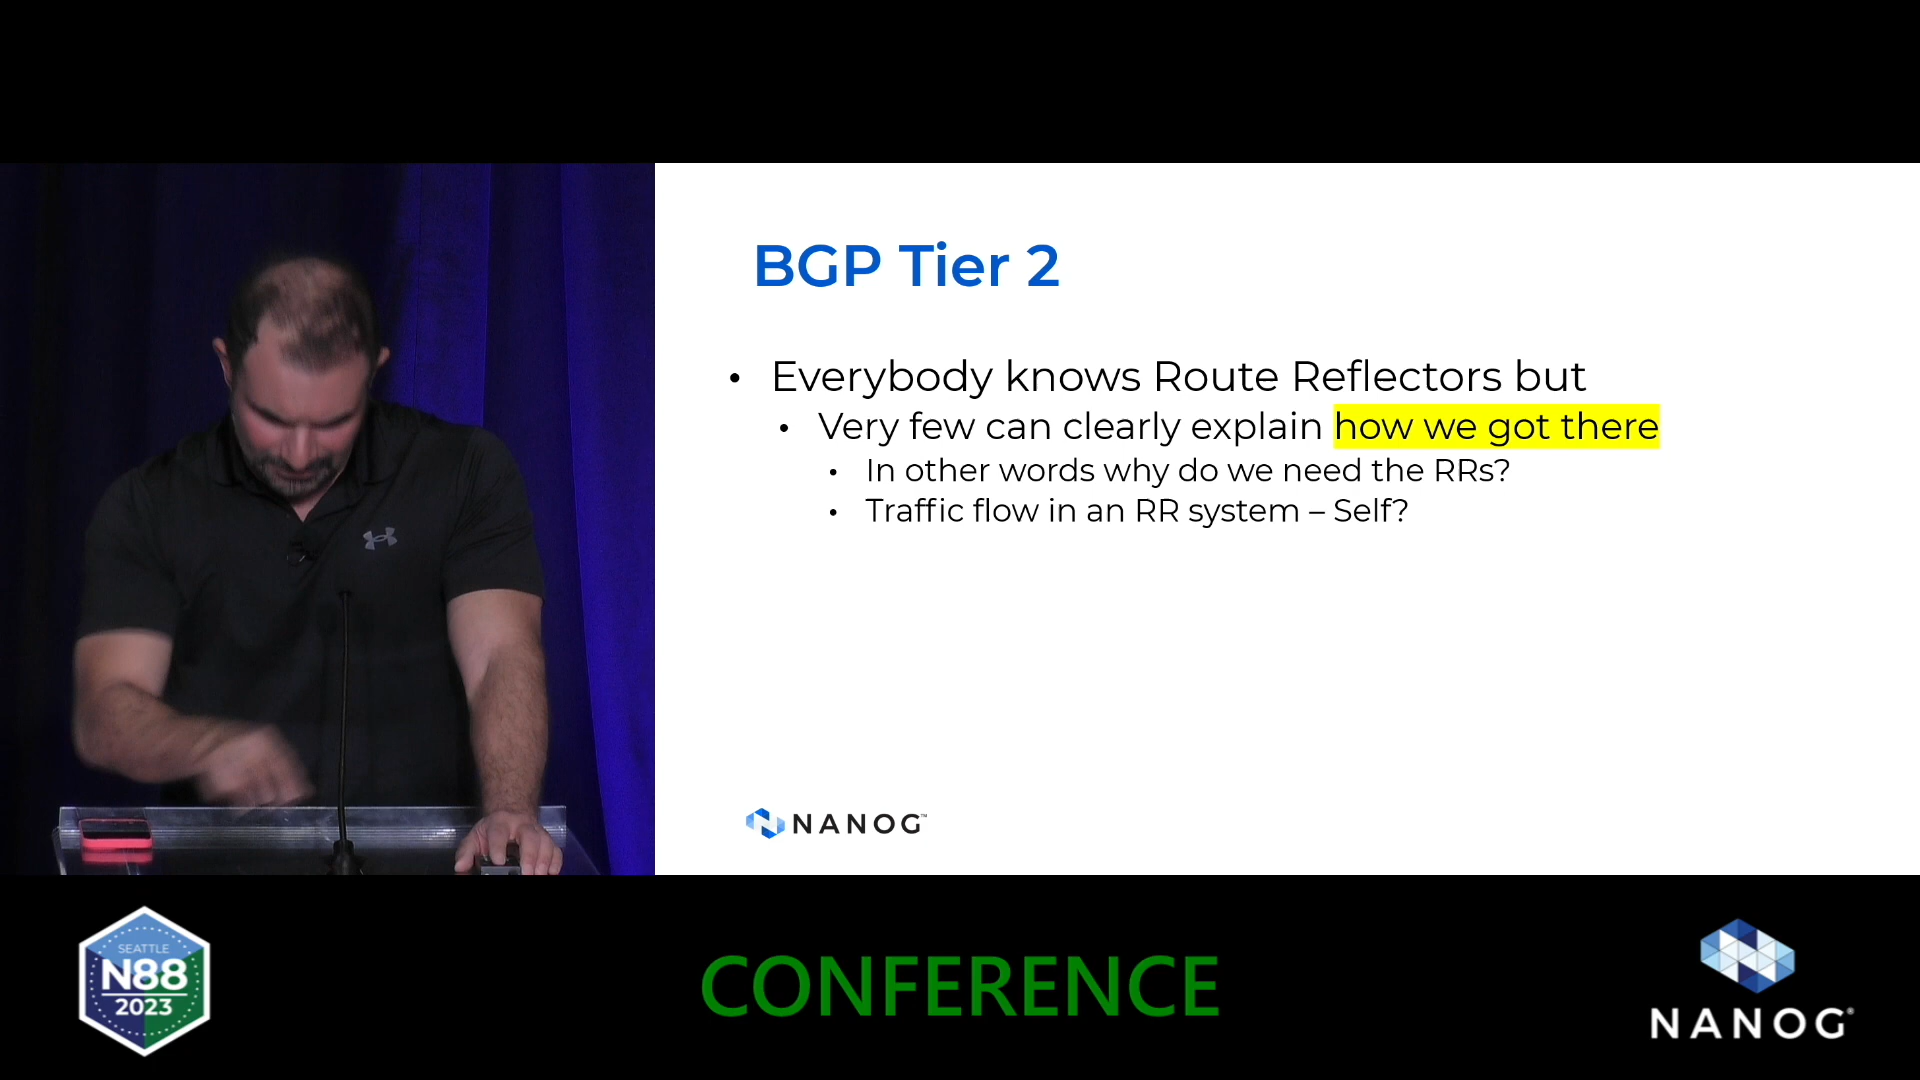 BGP Tier 2
• Everybody knows Route Reflectors but
• Very few can clearly explain how we got there
• In other words why do we need the RRs?
• Traffic flow in an RR system – Self?
NANOG™
SEATTLE
N88
2023
CONFERENCE
NANOG®